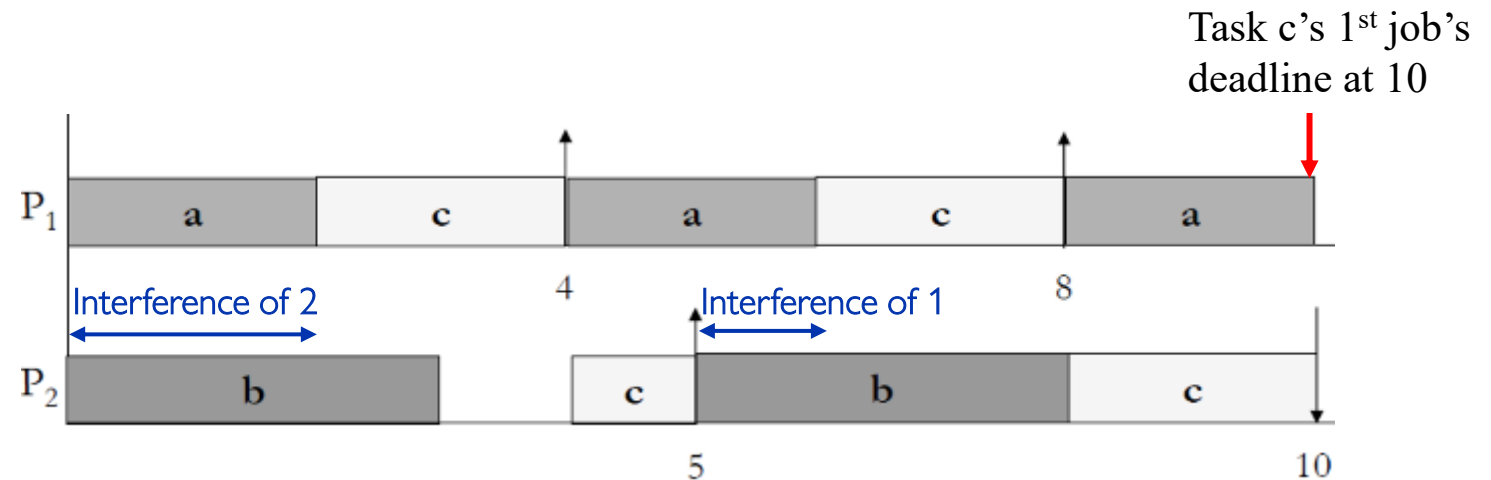 Task c’s 1st job’s
deadline at 10
P1 a c a c a
4 8
Interference of 2 Interference of 1
P2 b c b c
5 10